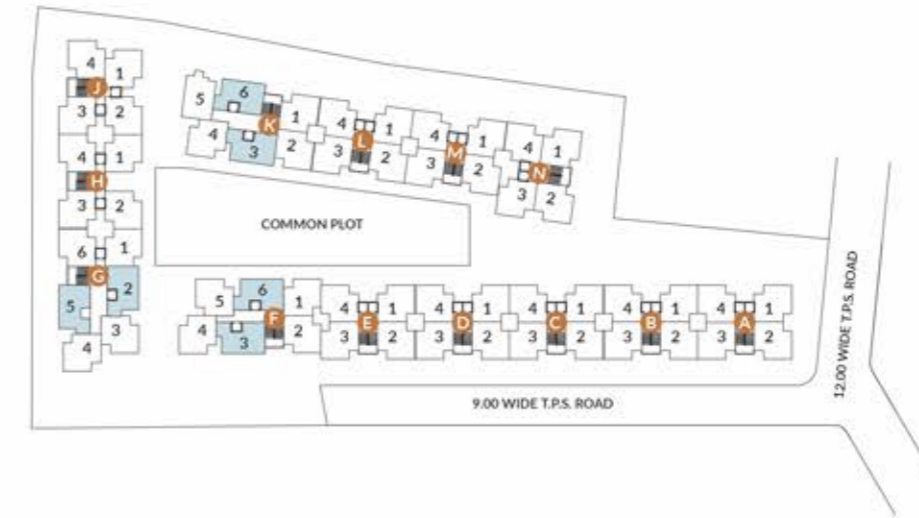 4 1
J
3 2
4 1
H
3 2
6 1
G
5 2
4 3
5 6 1
K
4 3 2
4 1
L
3 2
4 1
M
3 2
4 1
N
3 2
COMMON PLOT
5 6 1
F
4 3 2
4 1 4 1 4 1 4 1 4 1
E D C B A
3 2 3 2 3 2 3 2 3 2
9.00 WIDE T.P.S. ROAD
12.00 WIDE T.P.S. ROAD